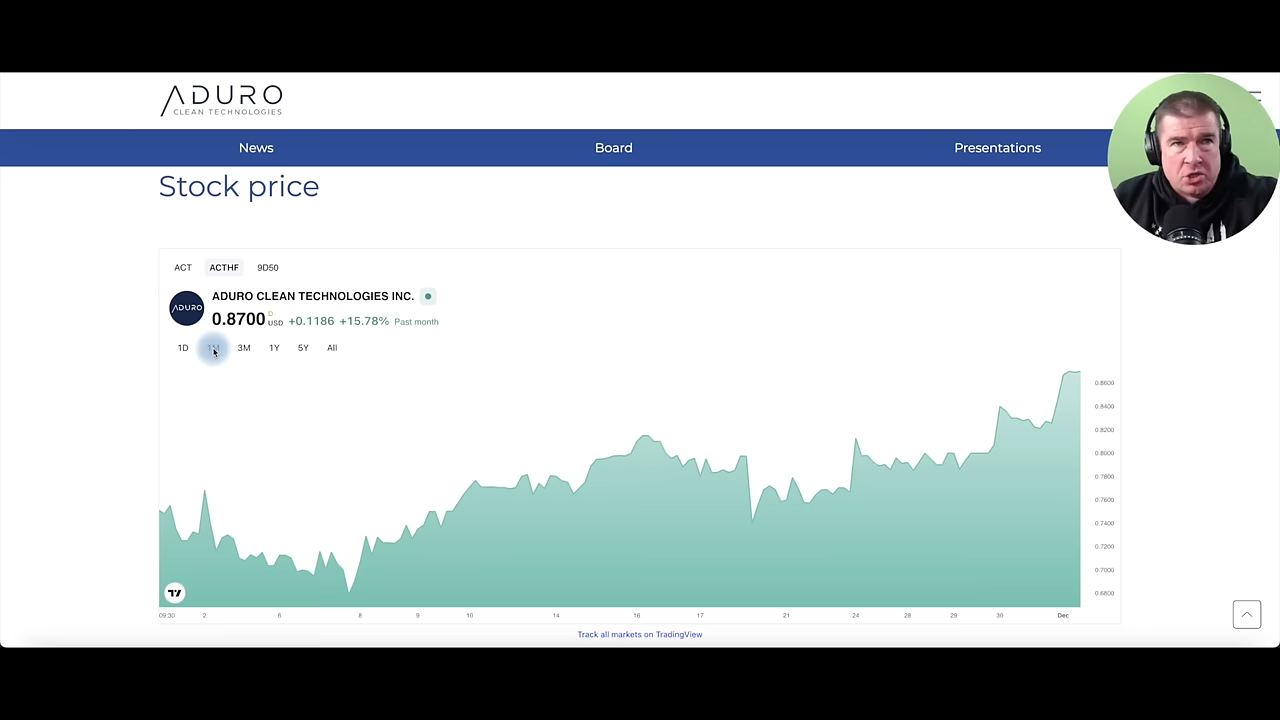 ADURO
CLEAN TECHNOLOGIES
News Board Presentations
Stock price
ACT ACTHF 9D50
ADURO
ADURO CLEAN TECHNOLOGIES INC.
0.8700 D USD +0.1186 +15.78% Past month
1D 1M 3M 1Y 5Y All
0.8600
0.8400
0.8200
0.8000
0.7800
0.7600
0.7400
0.7200
0.7000
0.6800
09:30 2 6 8 9 10 14 16 17 21 24 28 29 30 Dec
Track all markets on TradingView